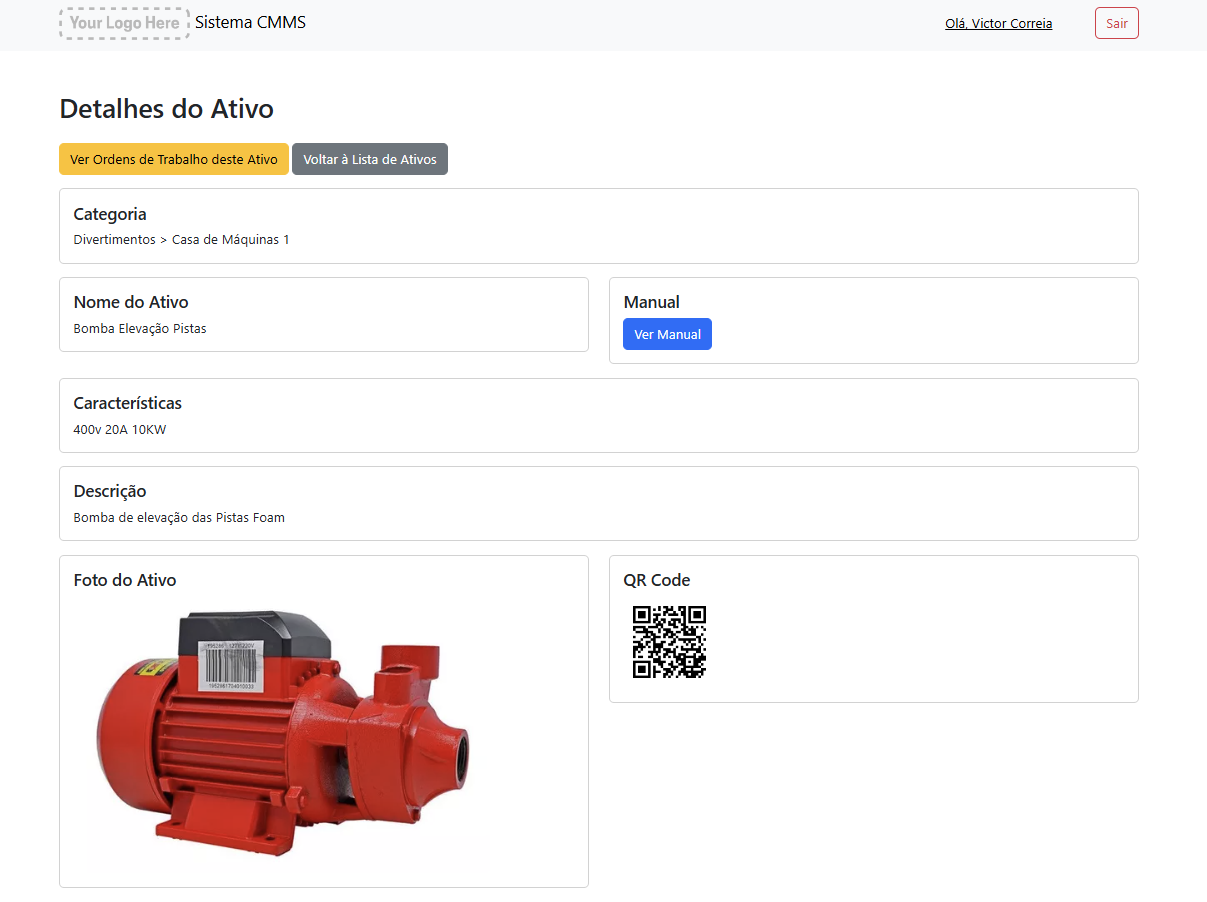 Your Logo Here Sistema CMMS
Olá, Victor Correia
Sair
Detalhes do Ativo
Ver Ordens de Trabalho deste Ativo
Voltar à Lista de Ativos
Categoria
Divertimentos > Casa de Máquinas 1
Nome do Ativo
Bomba Elevação Pistas
Manual
Ver Manual
Características
400v 20A 10KW
Descrição
Bomba de elevação das Pistas Foam
Foto do Ativo
QR Code